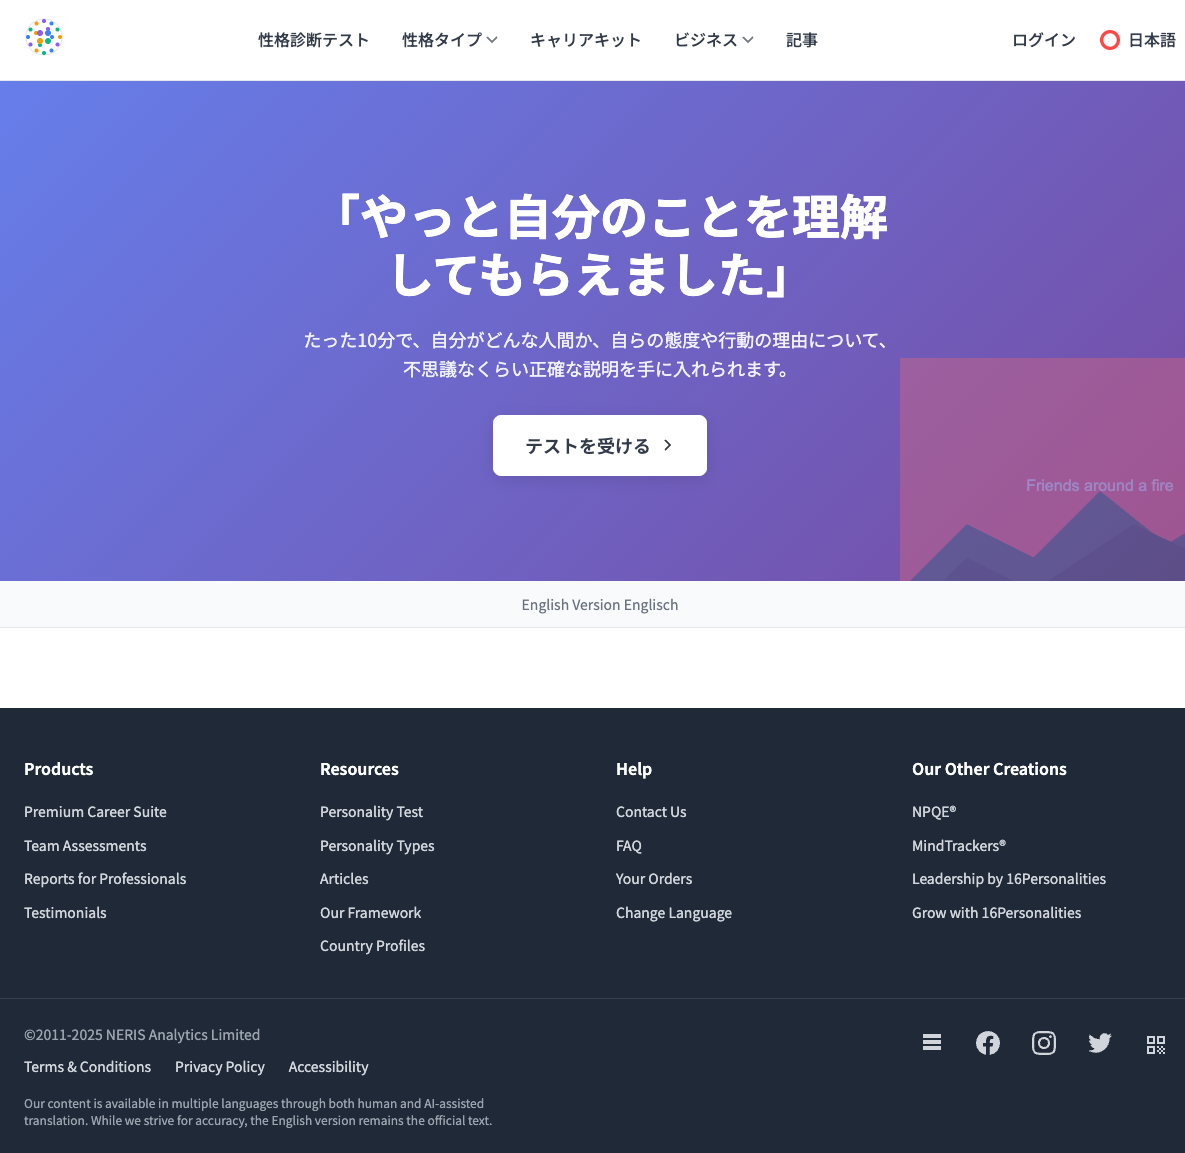 性格診断テスト
性格タイプ
キャリアキット
ビジネス
記事
ログイン
日本語
「やっと自分のことを理解
してもらえました」
たった10分で、自分がどんな人間か、自らの態度や行動の理由について、
不思議なくらい正確な説明を手に入れられます。
テストを受ける
Friends around a fire
English Version Englisch
Products
Premium Career Suite
Team Assessments
Reports for Professionals
Testimonials
Resources
Personality Test
Personality Types
Articles
Our Framework
Country Profiles
Help
Contact Us
FAQ
Your Orders
Change Language
Our Other Creations
NPQE®
MindTrackers®
Leadership by 16Personalities
Grow with 16Personalities
©2011-2025 NERIS Analytics Limited
Terms & Conditions
Privacy Policy
Accessibility
Our content is available in multiple languages through both human and AI-assisted
translation. While we strive for accuracy, the English version remains the official text.